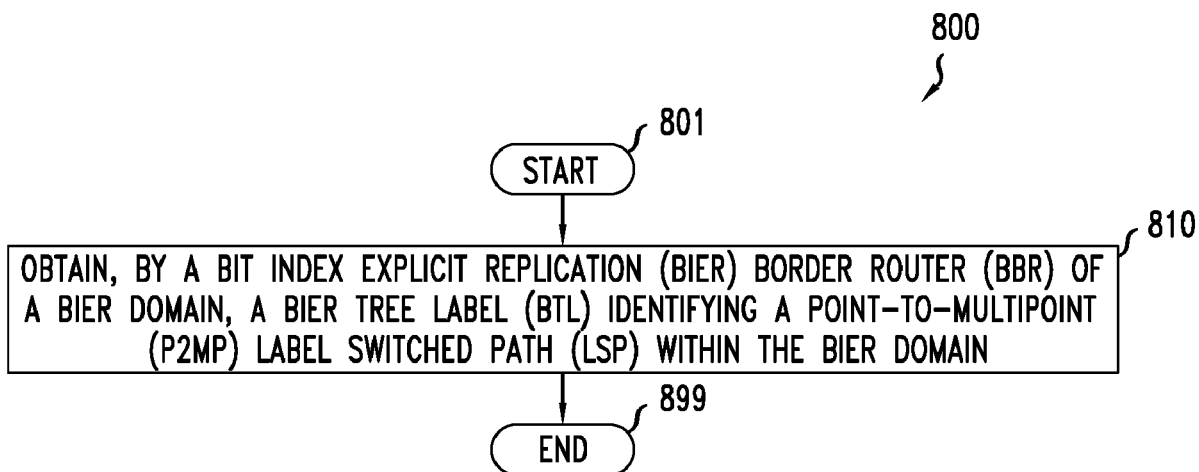 800
801
START
810
OBTAIN, BY A BIT INDEX EXPLICIT REPLICATION (BIER) BORDER ROUTER (BBR) OF
A BIER DOMAIN, A BIER TREE LABEL (BTL) IDENTIFYING A POINT-TO-MULTIPOINT
(P2MP) LABEL SWITCHED PATH (LSP) WITHIN THE BIER DOMAIN
899
END